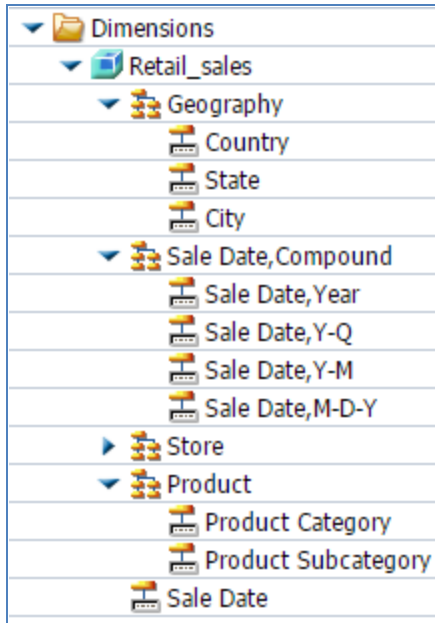 Dimensions
Retail_sales
Geography
Country
State
City
Sale Date,Compound
Sale Date,Year
Sale Date,Y-Q
Sale Date,Y-M
Sale Date,M-D-Y
Store
Product
Product Category
Product Subcategory
Sale Date